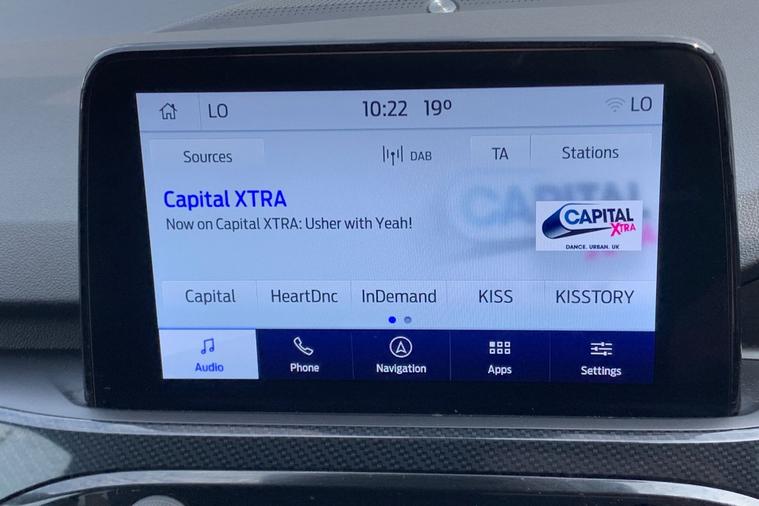 LO 10:22 19º LO
Sources DAB TA Stations
Capital XTRA
Now on Capital XTRA: Usher with Yeah!
CAPITAL
XTRA
DANCE. URBAN. UK
Capital HeartDnc InDemand KISS KISSTORY
Audio Phone Navigation Apps Settings